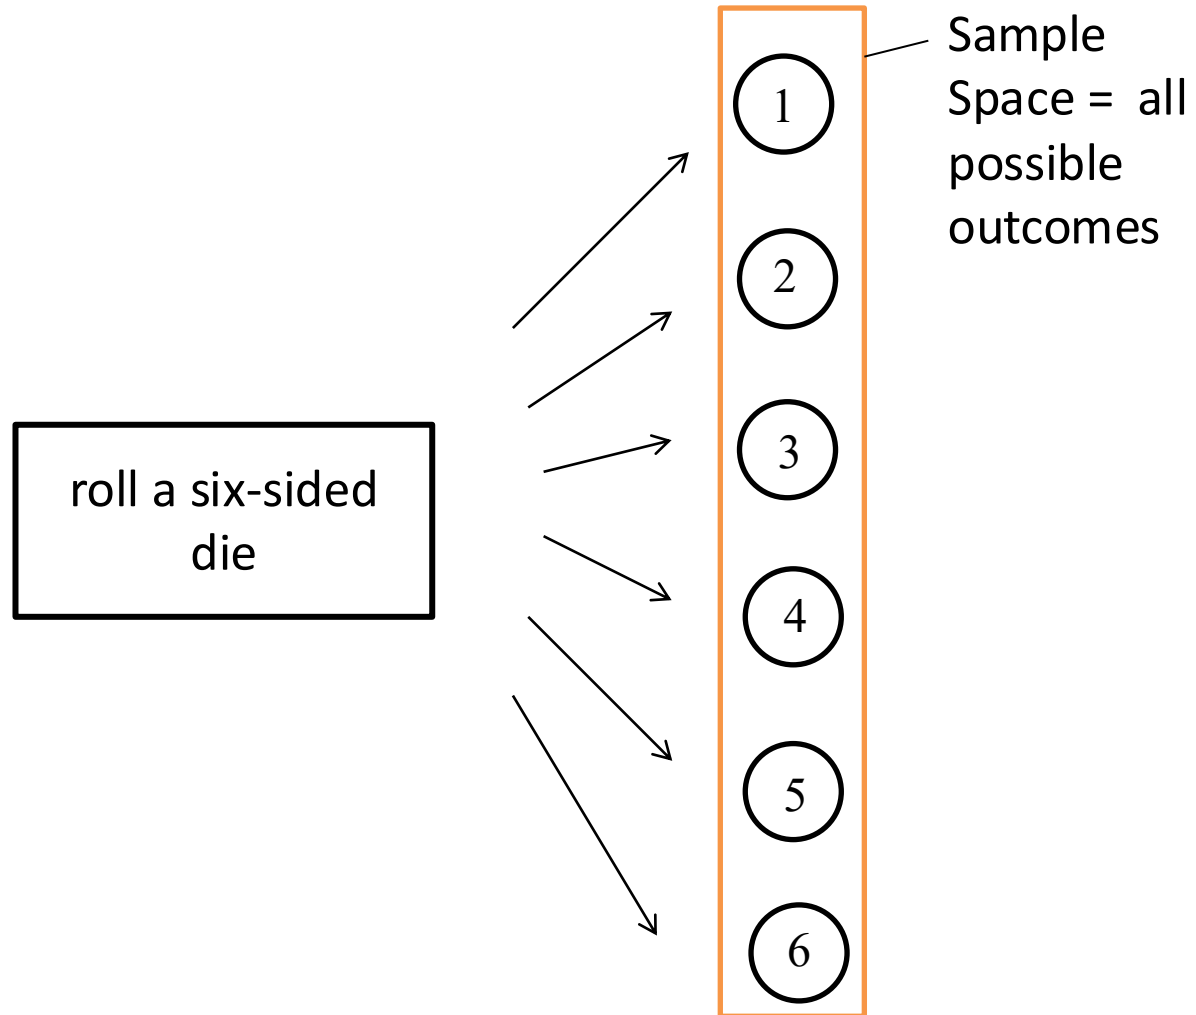 Sample
Space = all
possible
outcomes
1
2
3
4
5
6
roll a six-sided
die